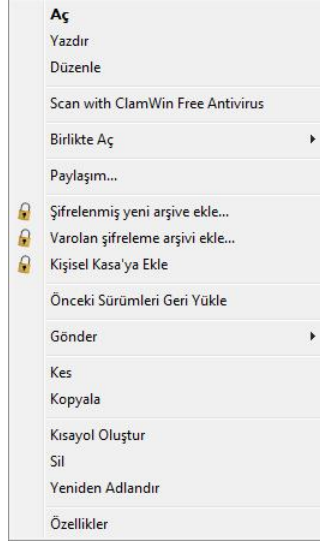 Aç
Yazdır
Düzenle
Scan with ClamWin Free Antivirus
Birlikte Aç
Paylaşım...
Şifrelenmiş yeni arşive ekle...
Varolan şifreleme arşivi ekle...
Kişisel Kasa'ya Ekle
Önceki Sürümleri Geri Yükle
Gönder
Kes
Kopyala
Kısayol Oluştur
Sil
Yeniden Adlandır
Özellikler